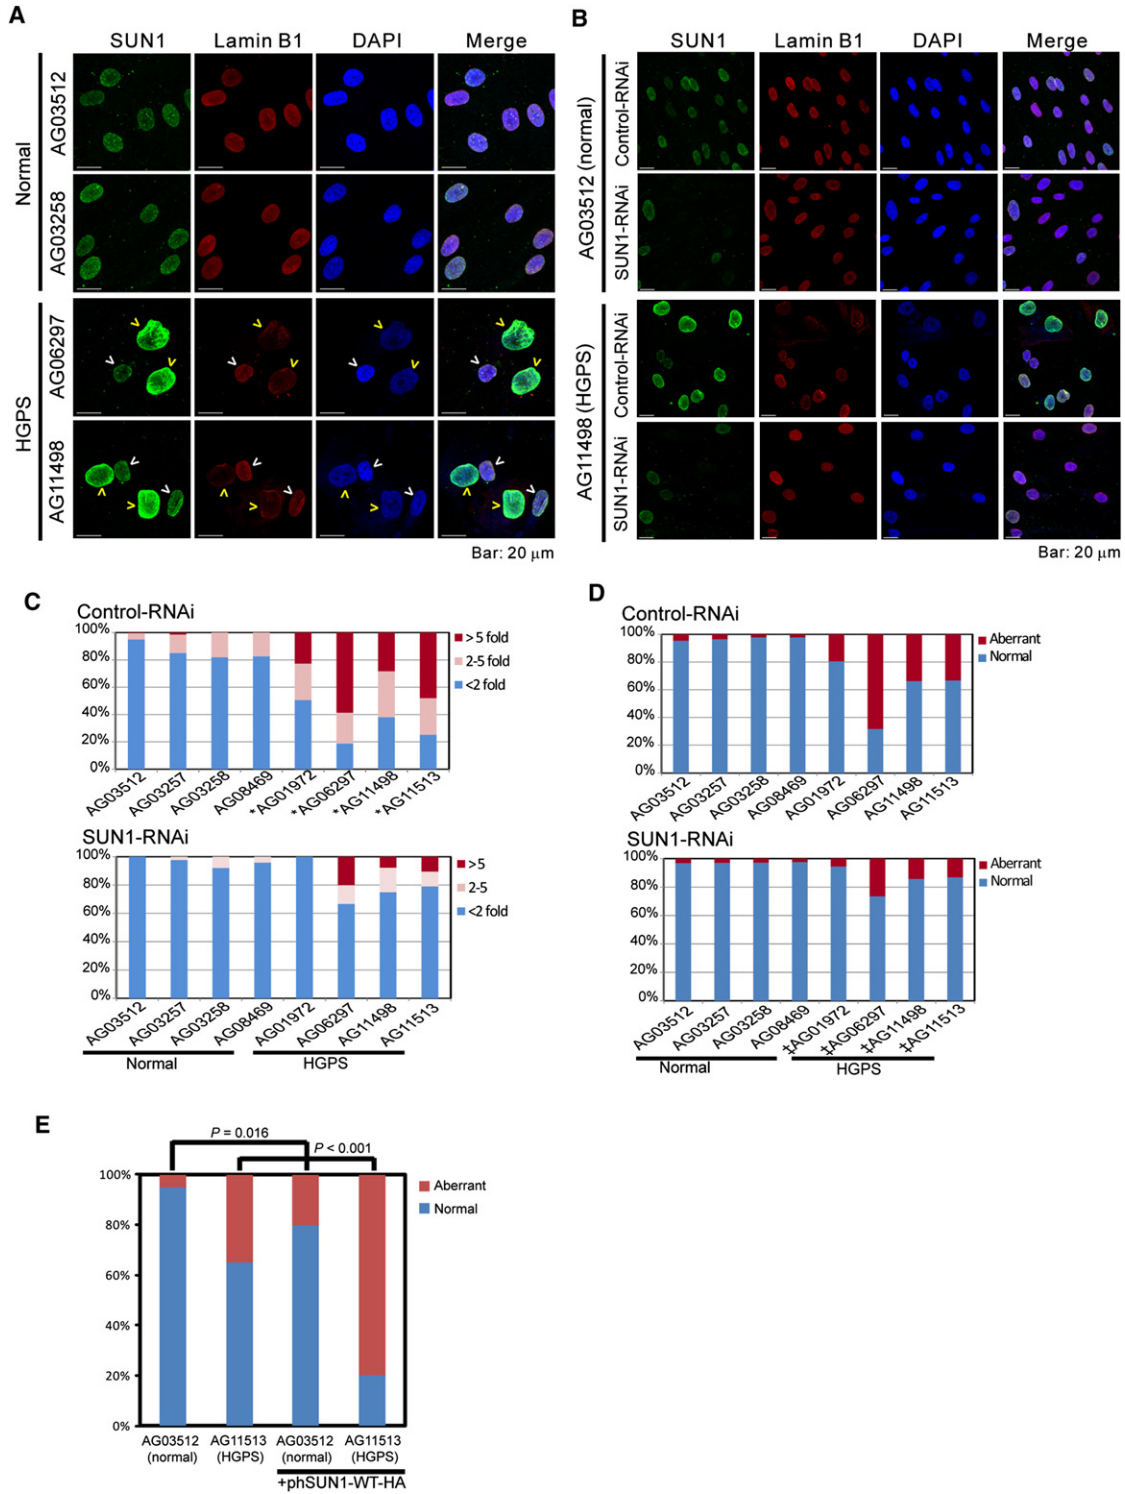 A
SUN1 Lamin B1 DAPI Merge
Normal
AG03512
AG03258
HGPS
AG06297
AG11498
Bar: 20 μm
B
SUN1 Lamin B1 DAPI Merge
AG03512 (normal)
Control-RNAi
SUN1-RNAi
AG11498 (HGPS)
Control-RNAi
SUN1-RNAi
Bar: 20 μm
C
Control-RNAi
100%
80%
60%
40%
20%
0%
> 5 fold
2-5 fold
<2 fold
AG03512 AG03257 AG03258 AG08469 *AG01972 *AG06297 *AG11498 *AG11513
SUN1-RNAi
100%
80%
60%
40%
20%
0%
>5
2-5
<2 fold
AG03512 AG03257 AG03258 AG08469 AG01972 AG06297 AG11498 AG11513
Normal HGPS
D
Control-RNAi
100%
80%
60%
40%
20%
0%
Aberrant
Normal
AG03512 AG03257 AG03258 AG08469 AG01972 AG06297 AG11498 AG11513
SUN1-RNAi
100%
80%
60%
40%
20%
0%
Aberrant
Normal
AG03512 AG03257 AG03258 AG08469 ‡AG01972 ‡AG06297 ‡AG11498 ‡AG11513
Normal HGPS
E
P = 0.016
P < 0.001
100%
80%
60%
40%
20%
0%
Aberrant
Normal
AG03512 AG11513 AG03512 AG11513
(normal) (HGPS) (normal) (HGPS)
+phSUN1-WT-HA